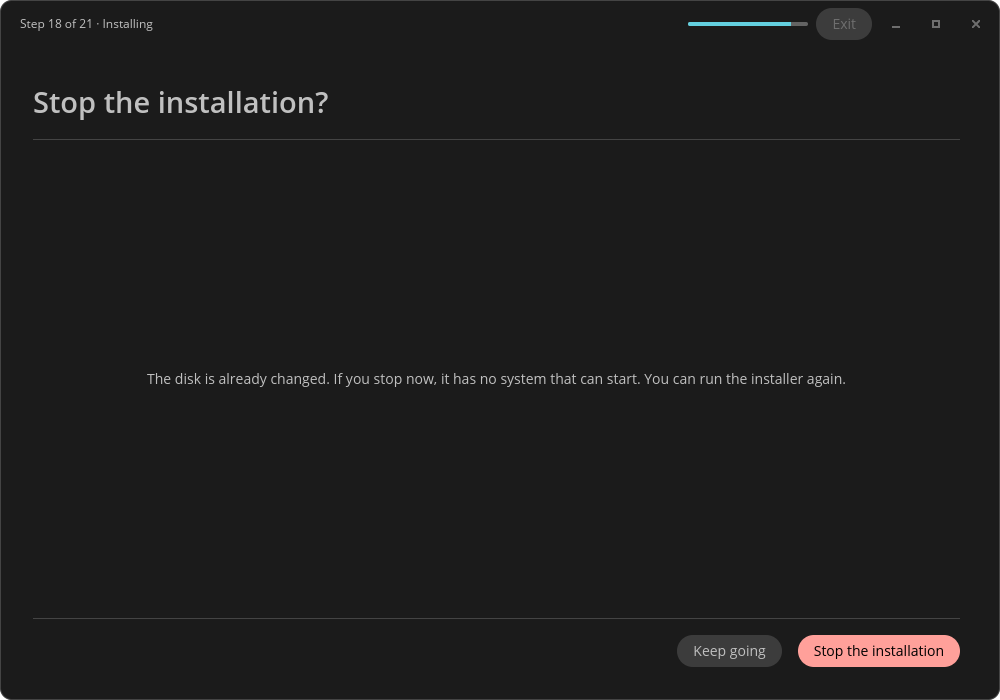 Step 18 of 21 · Installing
Exit
Stop the installation?
The disk is already changed. If you stop now, it has no system that can start. You can run the installer again.
Keep going
Stop the installation